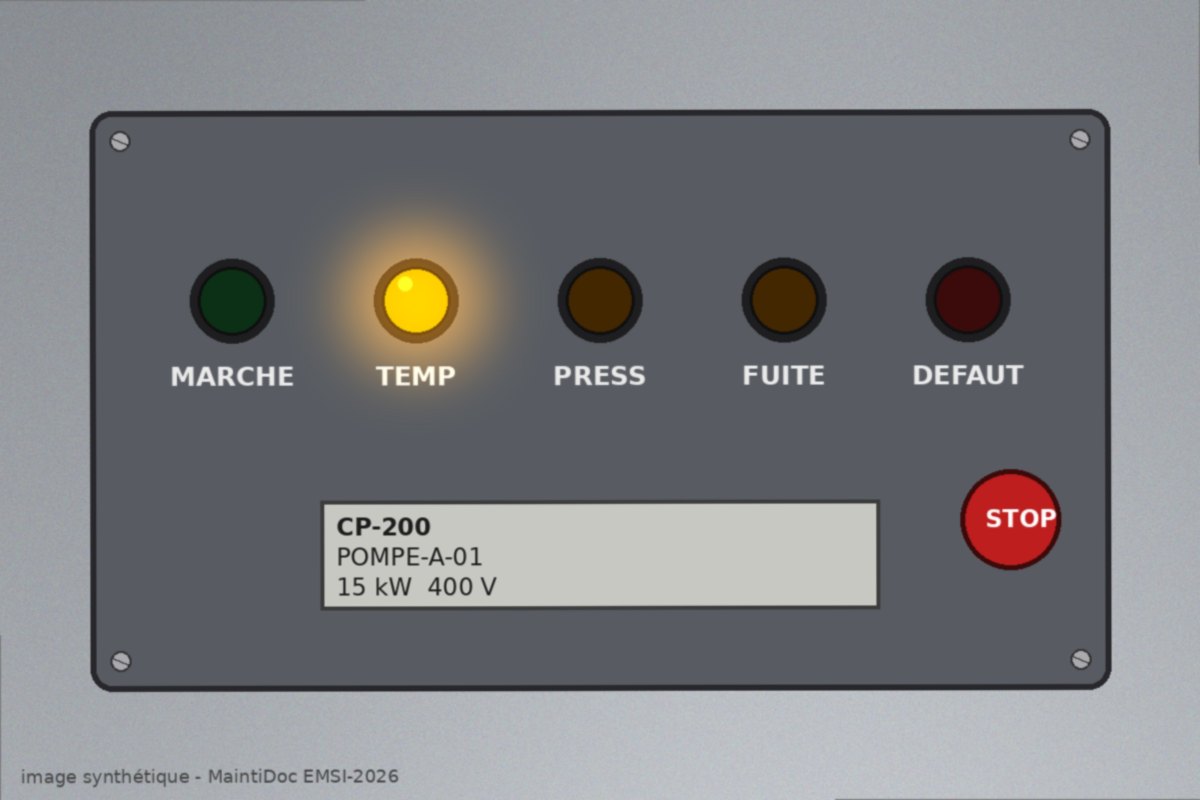 MARCHE TEMP PRESS FUITE DEFAUT
STOP
CP-200
POMPE-A-01
15 kW 400 V
image synthétique - MaintiDoc EMSI-2026